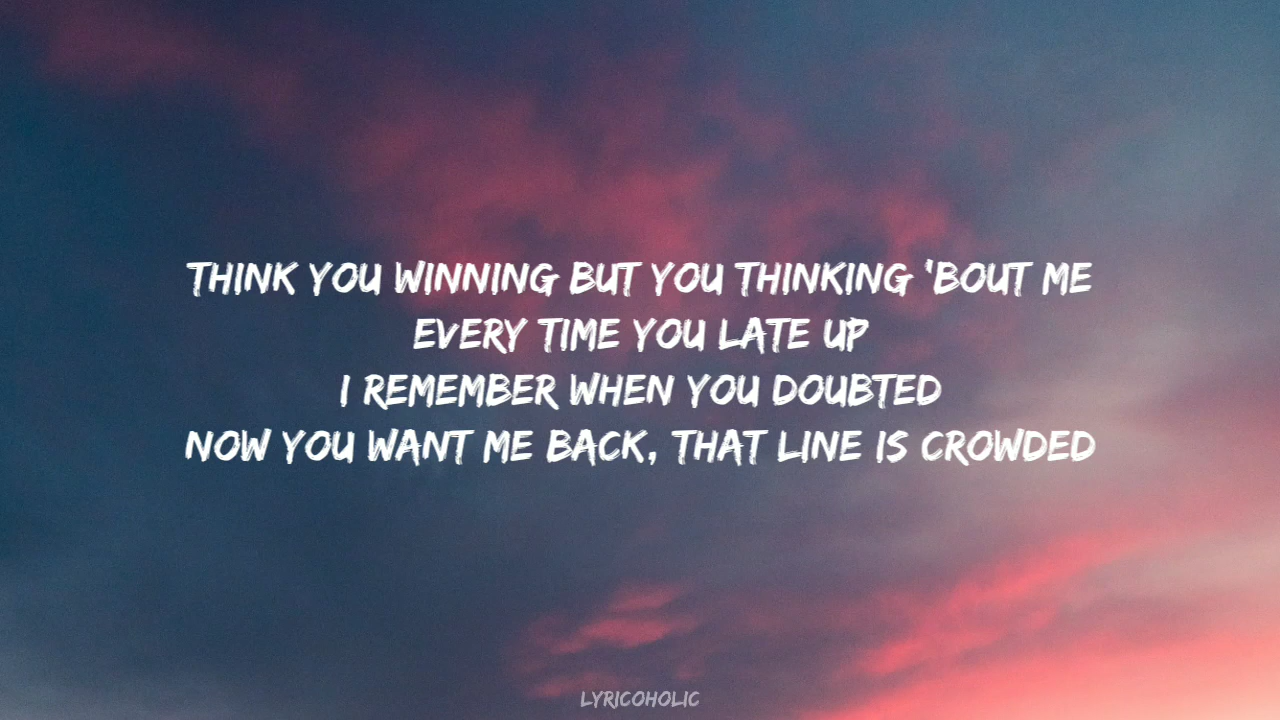 THINK YOU WINNING BUT YOU THINKING 'BOUT ME
EVERY TIME YOU LATE UP
I REMEMBER WHEN YOU DOUBTED
NOW YOU WANT ME BACK, THAT LINE IS CROWDED
LYRICOHOLIC